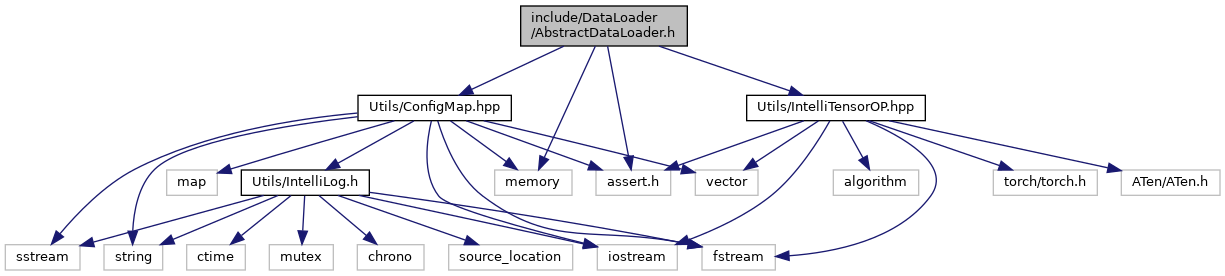 include/DataLoader
/AbstractDataLoader.h
Utils/ConfigMap.hpp
Utils/IntelliTensorOP.hpp
map
Utils/IntelliLog.h
memory
assert.h
vector
algorithm
torch/torch.h
ATen/ATen.h
sstream
string
ctime
mutex
chrono
source_location
iostream
fstream